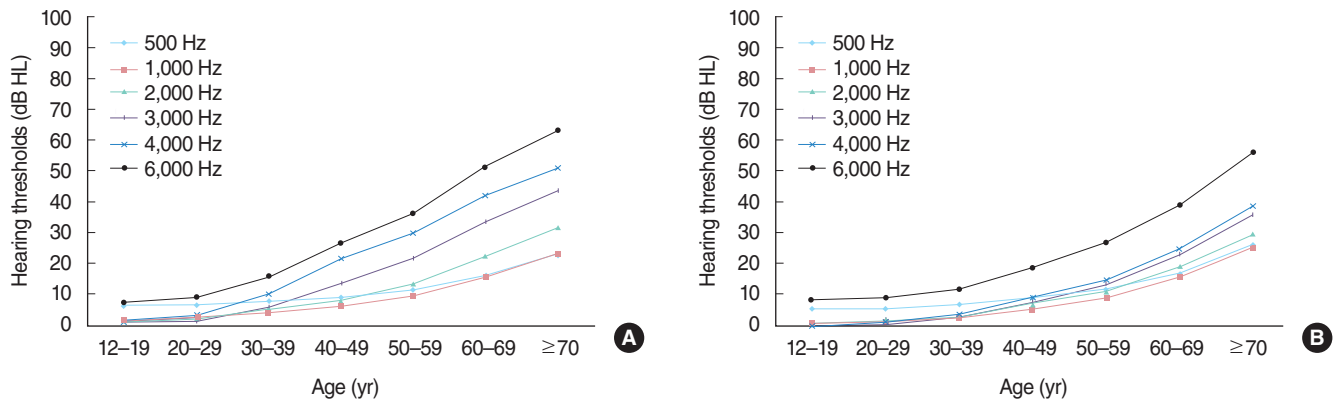 100
90
80
70
60
50
40
30
20
10
0
Hearing thresholds (dB HL)
500 Hz
1,000 Hz
2,000 Hz
3,000 Hz
4,000 Hz
6,000 Hz
12–19 20–29 30–39 40–49 50–59 60–69 ≥70
Age (yr)
A
100
90
80
70
60
50
40
30
20
10
0
Hearing thresholds (dB HL)
500 Hz
1,000 Hz
2,000 Hz
3,000 Hz
4,000 Hz
6,000 Hz
12–19 20–29 30–39 40–49 50–59 60–69 ≥70
Age (yr)
B